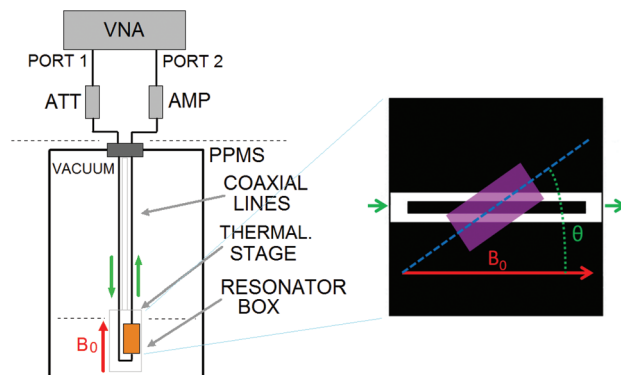 VNA
PORT 1
PORT 2
ATT
AMP
PPMS
VACUUM
COAXIAL
LINES
THERMAL.
STAGE
RESONATOR
BOX
B₀
θ
B₀